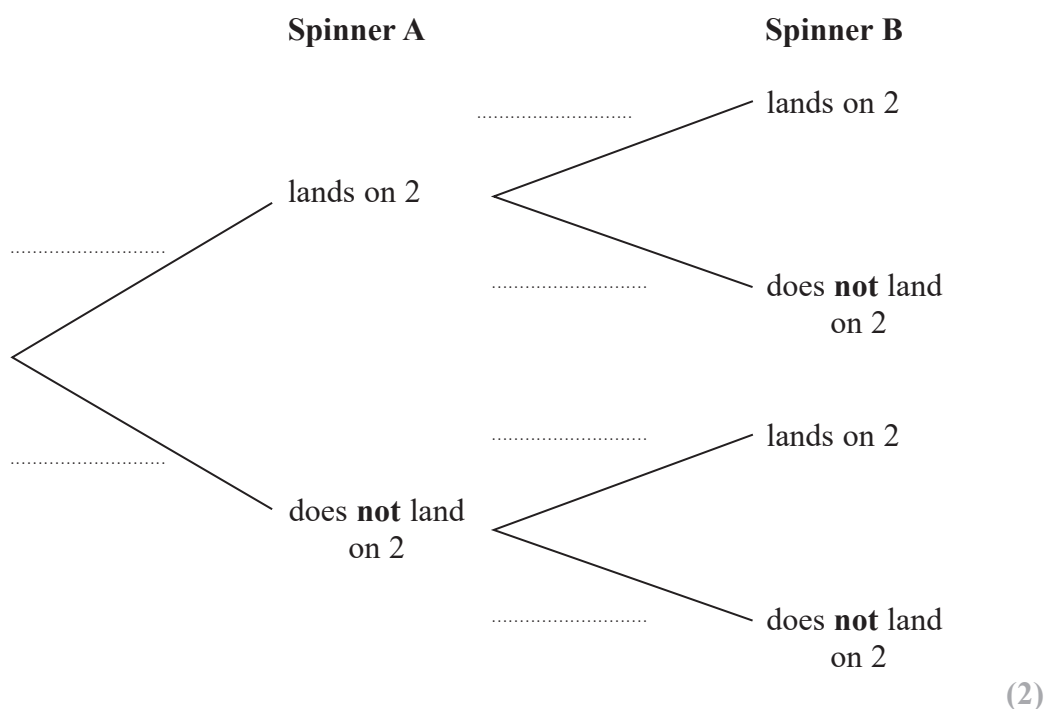 Spinner A
Spinner B
lands on 2
lands on 2
does not land
on 2
lands on 2
does not land
on 2
does not land
on 2
(2)